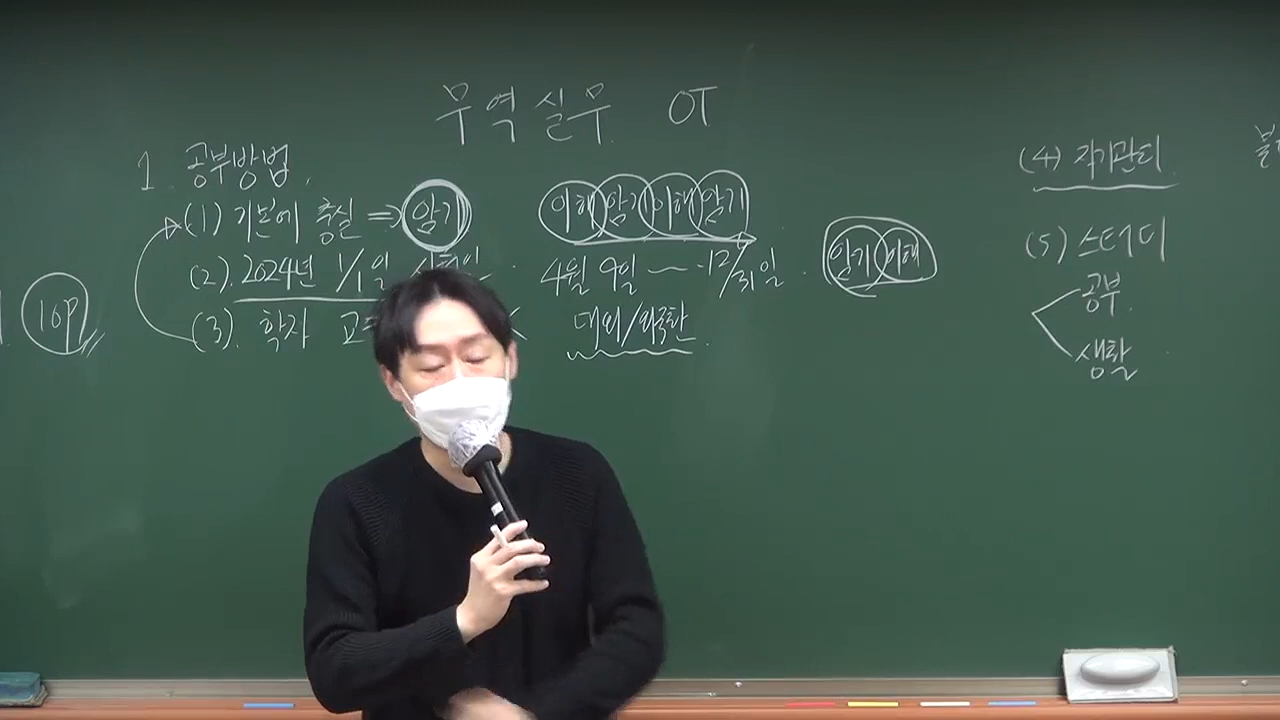 무역실무 OT
1. 공부방법.
(1) 기본에 충실 ⇒ 암기 이해 암기 이해 암기
(2). 2024년 1/1일 4월 9일 ~ 12/31일. 암기 이해
(3). 학자 대외/외국환
10P
(4) 자기관리
(5) 스터디
공부.
생활